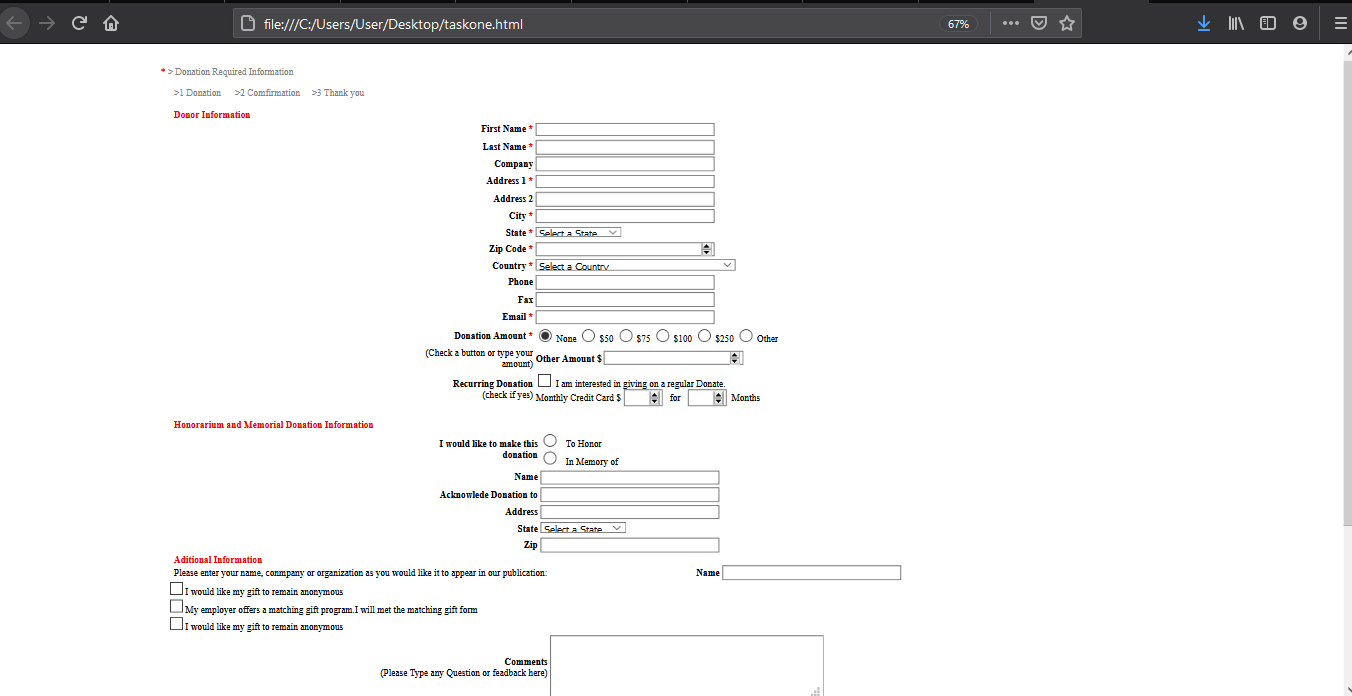 file:///C:/Users/User/Desktop/taskone.html 67%
* > Donation Required Information
>1 Donation >2 Comfirmation >3 Thank you
Donor Information
First Name *
Last Name *
Company
Address 1 *
Address 2
City *
State * Select a State
Zip Code *
Country * Select a Country
Phone
Fax
Email *
Donation Amount * None $50 $75 $100 $250 Other
(Check a button or type your
amount) Other Amount $
Recurring Donation I am interested in giving on a regular Donate.
(check if yes) Monthly Credit Card $ for Months
Honorarium and Memorial Donation Information
I would like to make this To Honor
donation In Memory of
Name
Acknowlede Donation to
Address
State Select a State
Zip
Aditional Information
Please enter your name, conmpany or organization as you would like it to appear in our publication: Name
I would like my gift to remain anonymous
My employer offers a matching gift program.I will met the matching gift form
I would like my gift to remain anonymous
Comments
(Please Type any Question or feadback here)